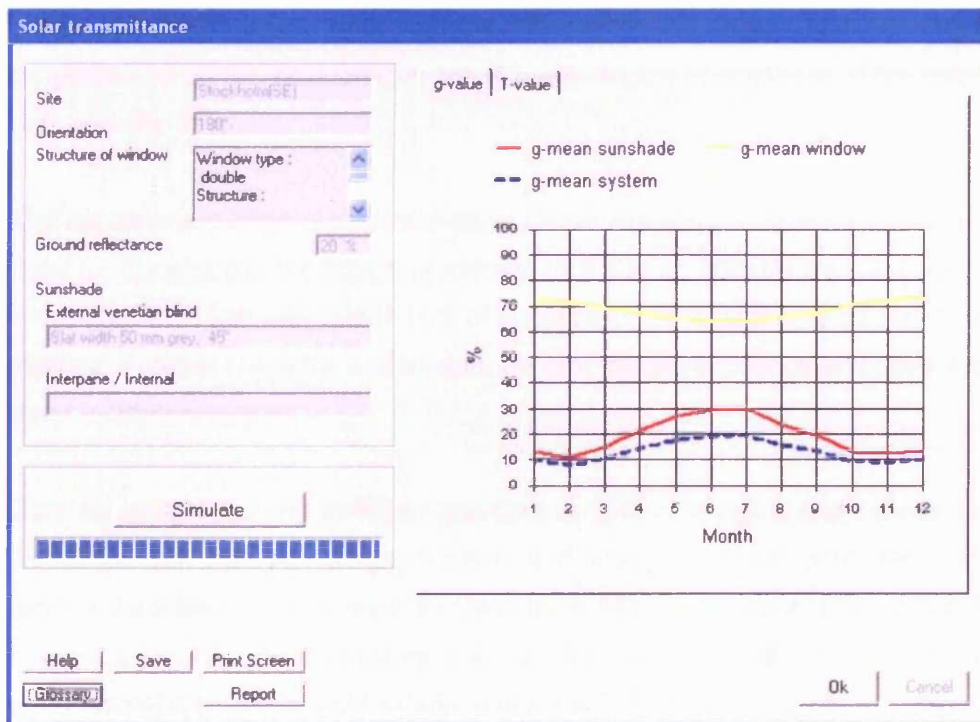 Solar transmittance
Site
Stockholm(SE)
Orientation
180°
Structure of window
Window type :
double
Structure :
Ground reflectance
20 %
Sunshade
External venetian blind
Slat width 50 mm grey, 45°
Interpane / Internal
Simulate
g-value
T-value
g-mean sunshade
g-mean window
g-mean system
100
90
80
70
60
50
40
30
20
10
0
%
2 3 4 5 6 7 8 9 10 11 12
Month
Help
Save
Print Screen
Glossary
Report
Ok
Cancel